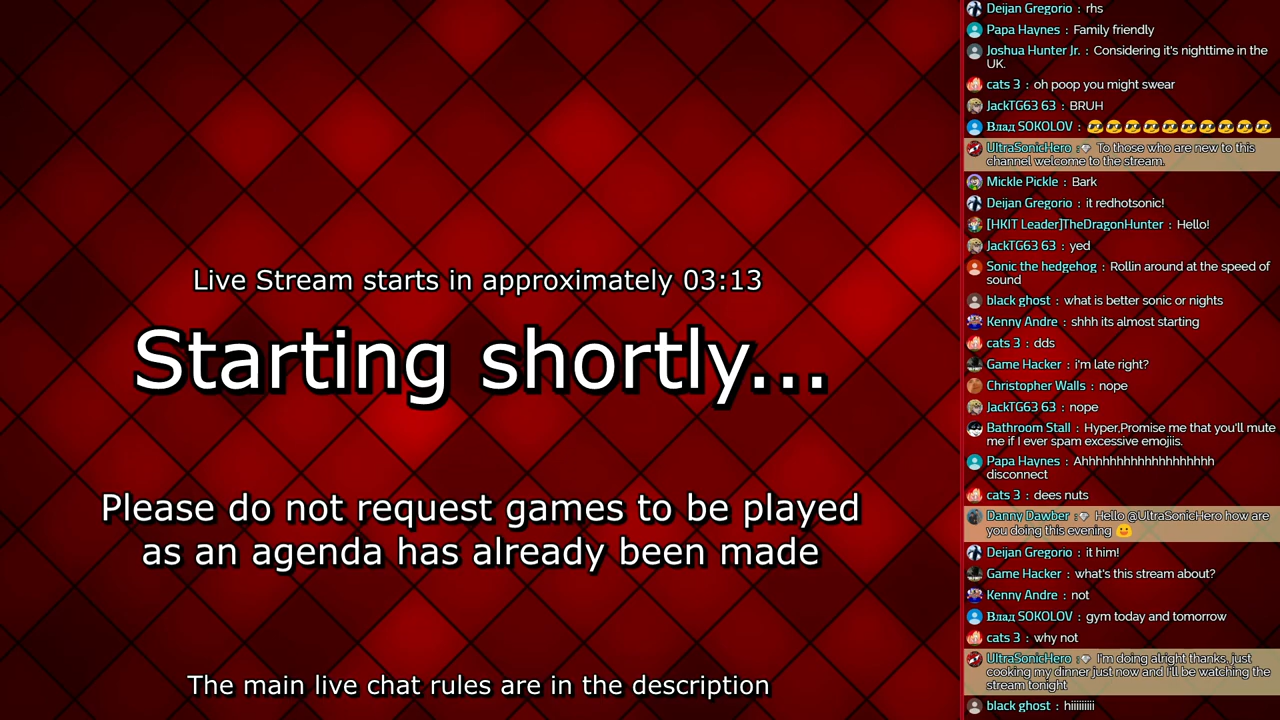 Live Stream starts in approximately 03:13
Starting shortly...
Please do not request games to be played
as an agenda has already been made
The main live chat rules are in the description
Deijan Gregorio : rhs
Papa Haynes : Family friendly
Joshua Hunter Jr. : Considering it's nighttime in the
UK.
cats 3 : oh poop you might swear
JackTG63 63 : BRUH
Влад SOKOLOV :
UltraSonicHero : To those who are new to this
channel welcome to the stream.
Mickle Pickle : Bark
Deijan Gregorio : it redhotsonic!
[HKIT Leader]TheDragonHunter : Hello!
JackTG63 63 : yed
Sonic the hedgehog : Rollin around at the speed of
sound
black ghost : what is better sonic or nights
Kenny Andre : shhh its almost starting
cats 3 : dds
Game Hacker : i'm late right?
Christopher Walls : nope
JackTG63 63 : nope
Bathroom Stall : Hyper,Promise me that you'll mute
me if I ever spam excessive emojiis.
Papa Haynes : Ahhhhhhhhhhhhhhhhhhh
disconnect
cats 3 : dees nuts
Danny Dawber : Hello @UltraSonicHero how are
you doing this evening
Deijan Gregorio : it him!
Game Hacker : what's this stream about?
Kenny Andre : not
Влад SOKOLOV : gym today and tomorrow
cats 3 : why not
UltraSonicHero : I'm doing alright thanks, just
cooking my dinner just now and I'll be watching the
stream tonight
black ghost : hiiiiiiiii